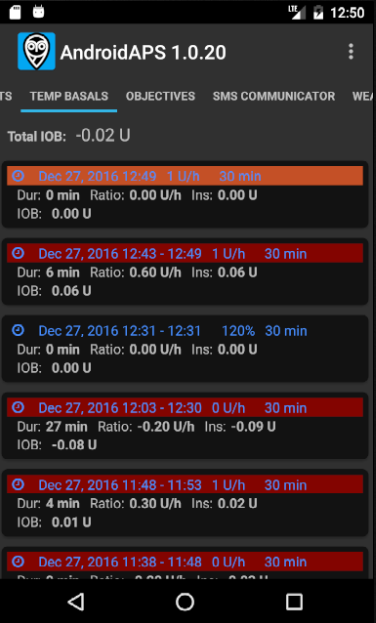 LTE 12:50
AndroidAPS 1.0.20
TS TEMP BASALS OBJECTIVES SMS COMMUNICATOR WEA
Total IOB: -0.02 U
Dec 27, 2016 12:49 1 U/h 30 min
Dur: 0 min Ratio: 0.00 U/h Ins: 0.00 U
IOB: 0.00 U
Dec 27, 2016 12:43 - 12:49 1 U/h 30 min
Dur: 6 min Ratio: 0.60 U/h Ins: 0.06 U
IOB: 0.06 U
Dec 27, 2016 12:31 - 12:31 120% 30 min
Dur: 0 min Ratio: 0.00 U/h Ins: 0.00 U
IOB: 0.00 U
Dec 27, 2016 12:03 - 12:30 0 U/h 30 min
Dur: 27 min Ratio: -0.20 U/h Ins: -0.09 U
IOB: -0.08 U
Dec 27, 2016 11:48 - 11:53 1 U/h 30 min
Dur: 4 min Ratio: 0.30 U/h Ins: 0.02 U
IOB: 0.01 U
Dec 27, 2016 11:38 - 11:48 0 U/h 30 min